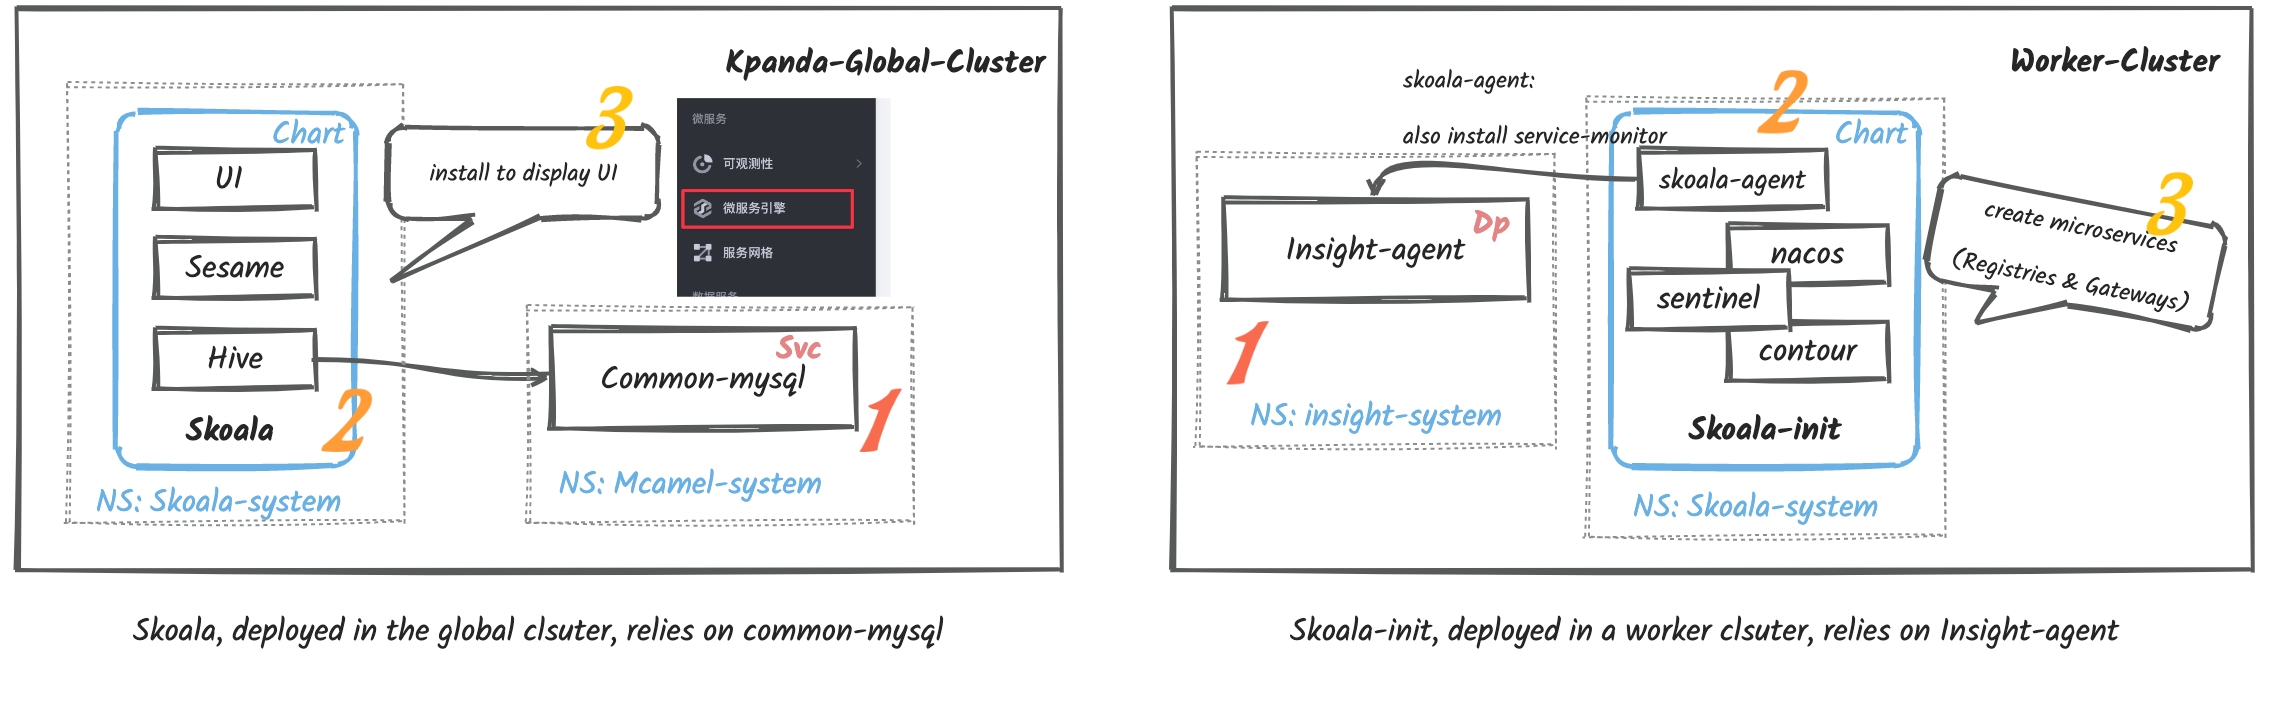 Kpanda-Global-Cluster
3
Chart
UI
Sesame
Hive
2
Skoala
NS: Skoala-system
install to display UI
微服务
可观测性
微服务引擎
服务网格
数据服务
Svc
Common-mysql
1
NS: Mcamel-system
Skoala, deployed in the global clsuter, relies on common-mysql
Worker-Cluster
skoala-agent:
also install service-monitor
2
Chart
skoala-agent
nacos
sentinel
contour
Skoala-init
NS: Skoala-system
Dp
Insight-agent
1
NS: insight-system
3
create microservices
(Registries & Gateways)
Skoala-init, deployed in a worker clsuter, relies on Insight-agent